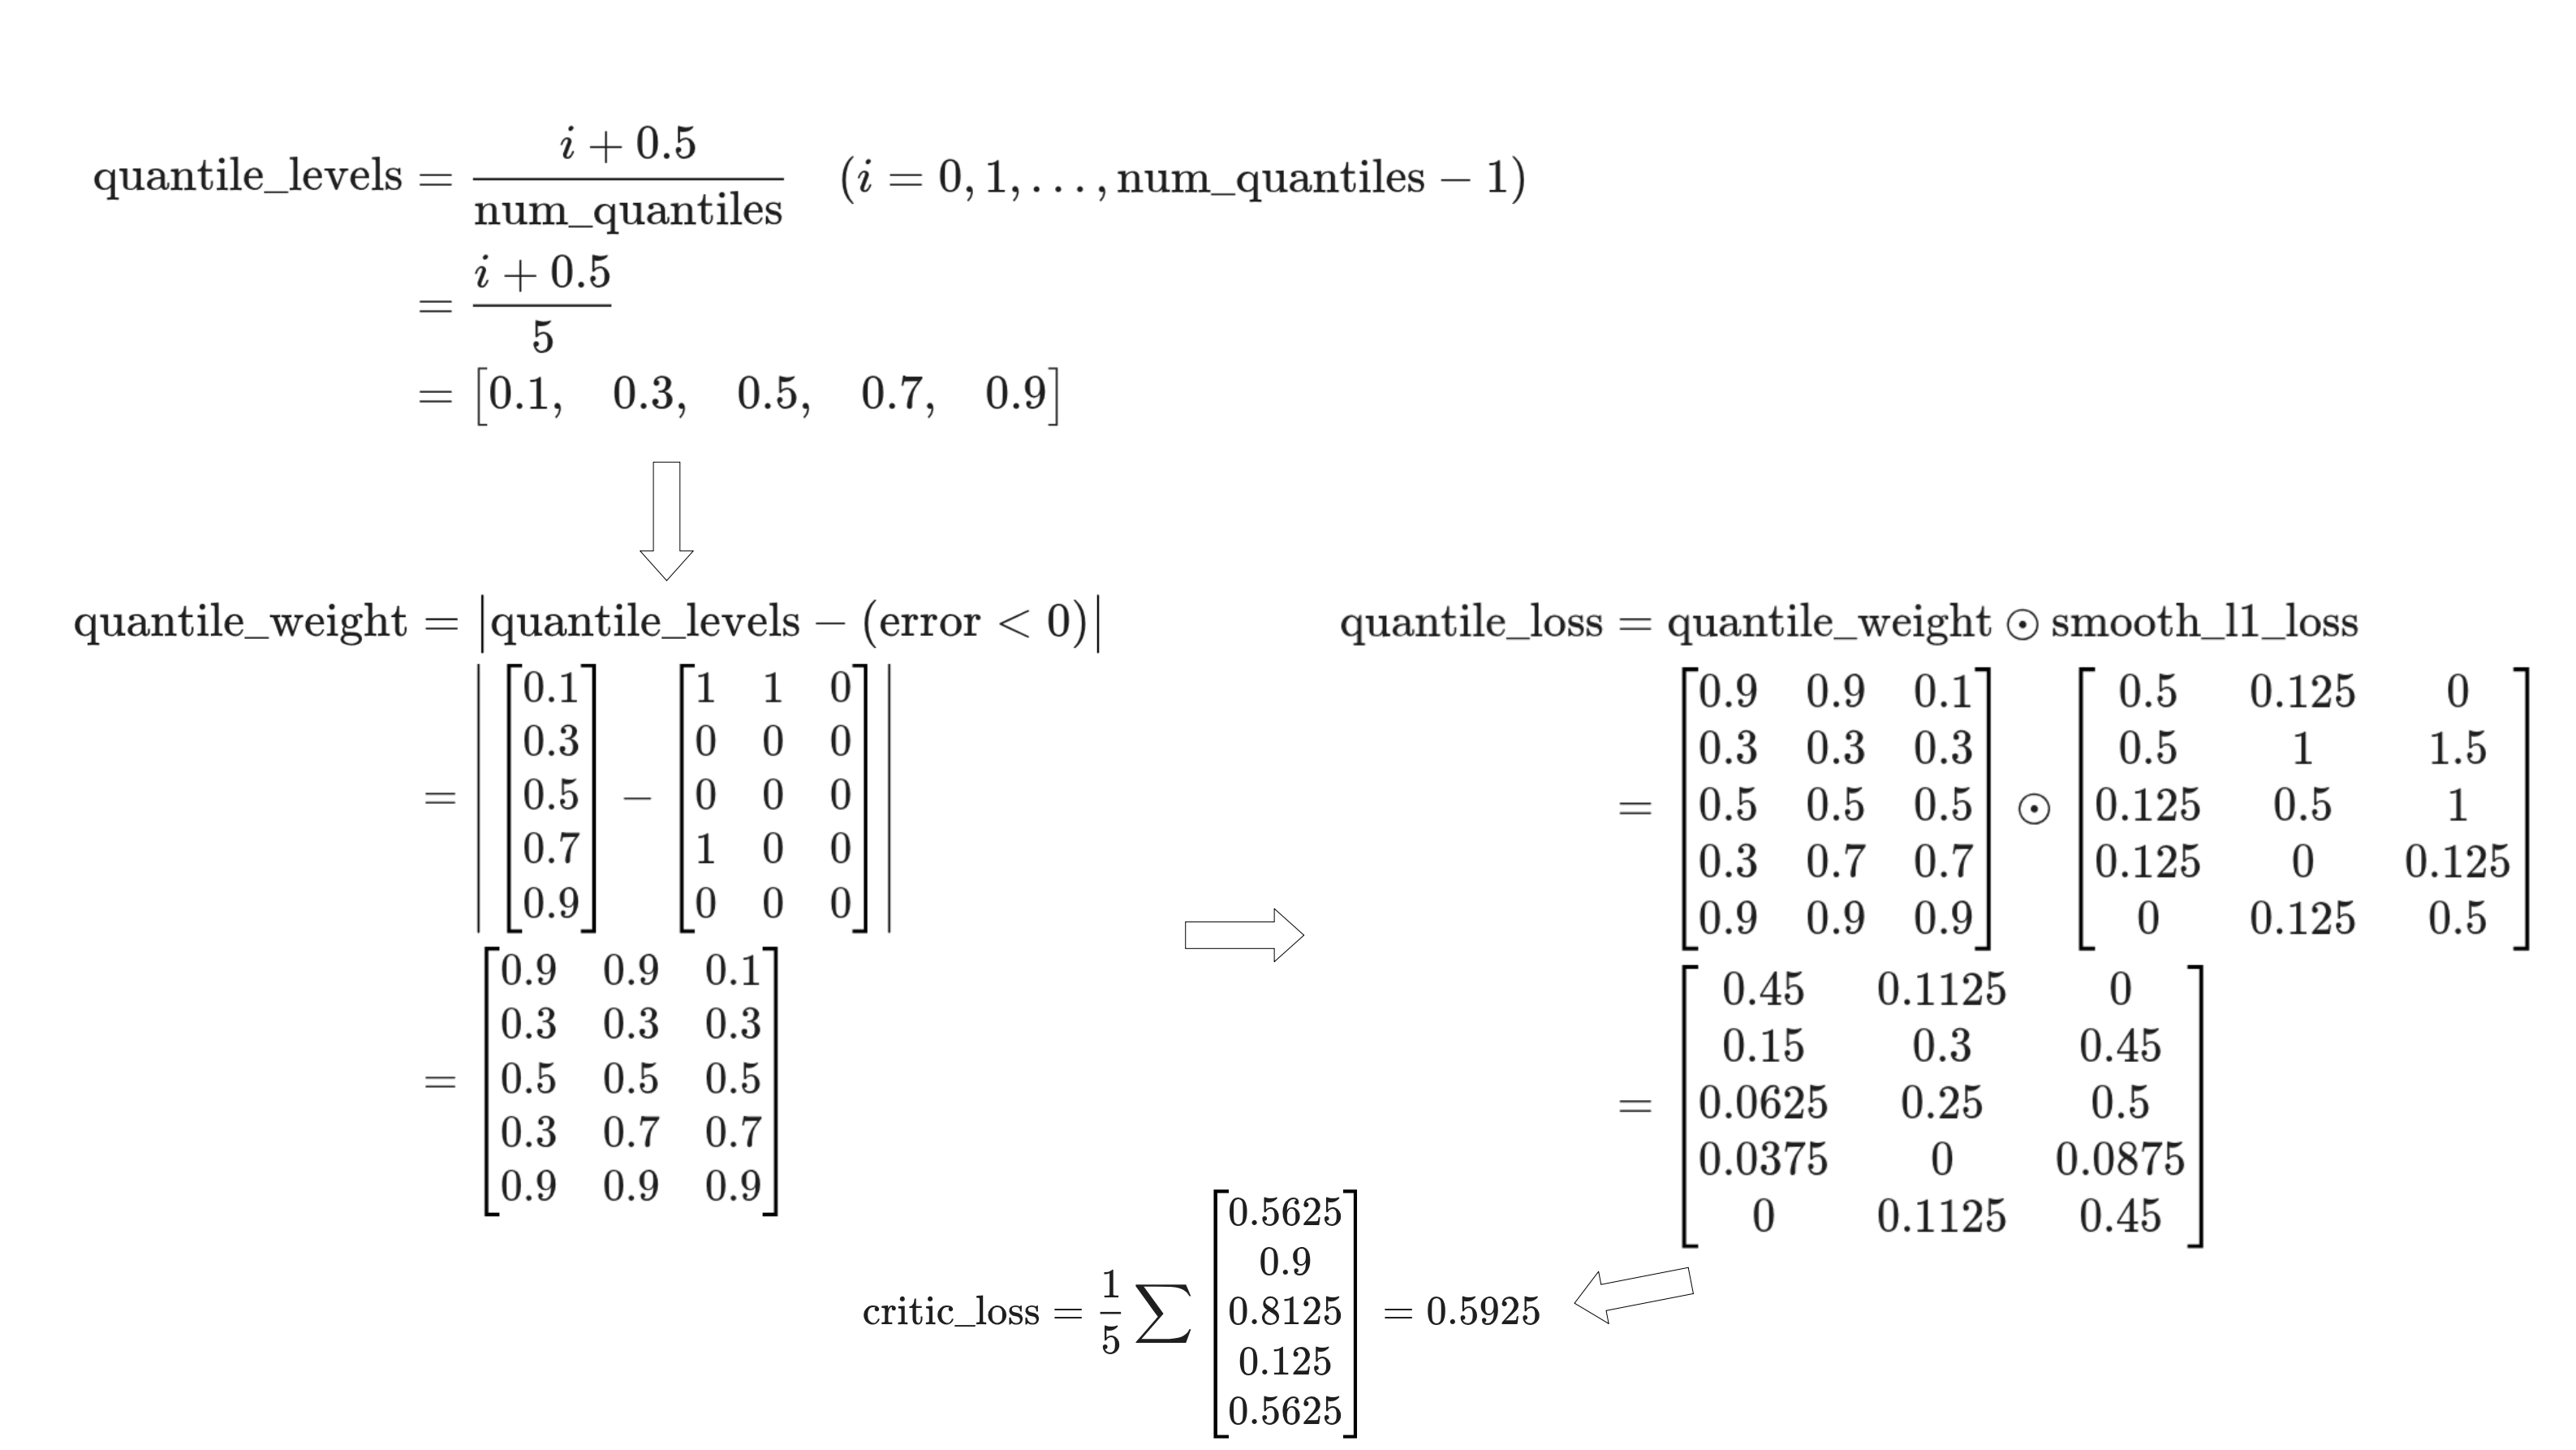 quantile_levels = i + 0.5 / num_quantiles (i = 0, 1, . . . , num_quantiles − 1)
= i + 0.5 / 5
= [0.1, 0.3, 0.5, 0.7, 0.9]
quantile_weight = |quantile_levels − (error < 0)|
= | [0.1 0.3 0.5 0.7 0.9] − [1 1 0
0 0 0
0 0 0
1 0 0
0 0 0] |
= [0.9 0.9 0.1
0.3 0.3 0.3
0.5 0.5 0.5
0.3 0.7 0.7
0.9 0.9 0.9]
quantile_loss = quantile_weight ⊙ smooth_l1_loss
= [0.9 0.9 0.1
0.3 0.3 0.3
0.5 0.5 0.5
0.3 0.7 0.7
0.9 0.9 0.9] ⊙ [0.5 0.125 0
0.5 1 1.5
0.125 0.5 1
0.125 0 0.125
0 0.125 0.5]
= [0.45 0.1125 0
0.15 0.3 0.45
0.0625 0.25 0.5
0.0375 0 0.0875
0 0.1125 0.45]
critic_loss = 1/5 ∑ [0.5625
0.9
0.8125
0.125
0.5625] = 0.5925